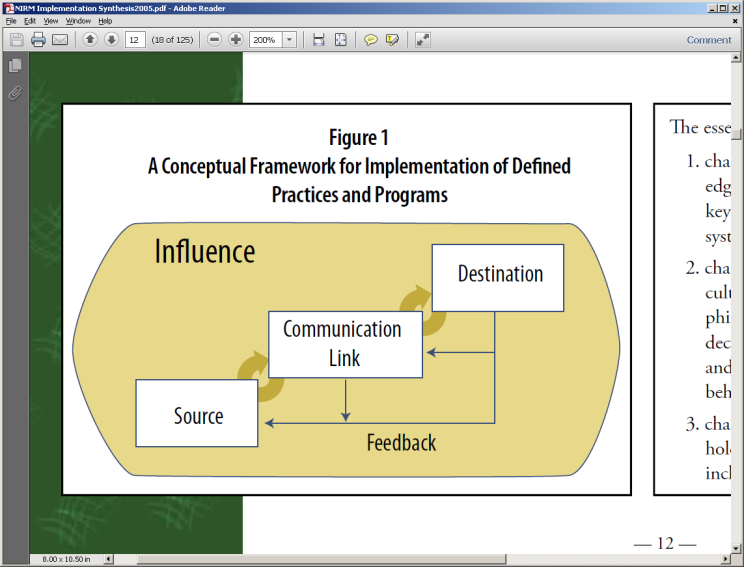 NIRM Implementation Synthesis2005.pdf - Adobe Reader
File Edit View Window Help
12 (18 of 125) 200% Comment
Figure 1
A Conceptual Framework for Implementation of Defined
Practices and Programs
Influence
Destination
Communication
Link
Source
Feedback
The esse
1. cha
edg
key
syst
2. cha
cult
phi
dec
and
beh
3. cha
hol
incl
— 12 —
8.00 x 10.50 in